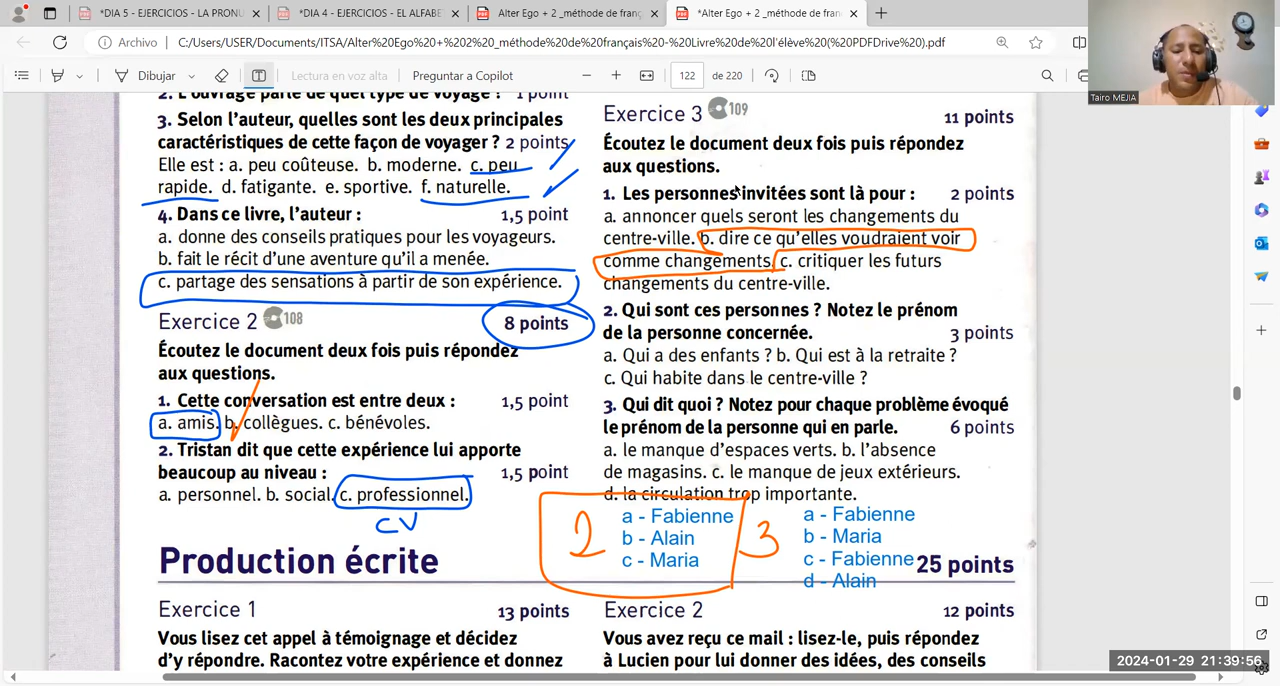 *DIA 5 - EJERCICIOS - LA PRONU
*DIA 4 - EJERCICIOS - EL ALFABE
Alter Ego + 2 _méthode de franç
*Alter Ego + 2 _méthode de fran
Archivo
C:/Users/USER/Documents/ITSA/Alter%20Ego%20+%202%20_méthode%20de%20français%20-%20Livre%20de%20l'élève%20(%20PDFDrive%20).pdf
Dibujar
Lectura en voz alta
Preguntar a Copilot
122
de 220
Tairo MEJIA
2. L'ouvrage parle de quel type de voyage ? 1 point
3. Selon l'auteur, quelles sont les deux principales
caractéristiques de cette façon de voyager ? 2 points
Elle est : a. peu coûteuse. b. moderne. c. peu
rapide. d. fatigante. e. sportive. f. naturelle.
4. Dans ce livre, l'auteur : 1,5 point
a. donne des conseils pratiques pour les voyageurs.
b. fait le récit d'une aventure qu'il a menée.
c. partage des sensations à partir de son expérience.
Exercice 2 108 8 points
Écoutez le document deux fois puis répondez
aux questions.
1. Cette conversation est entre deux : 1,5 point
a. amis. b. collègues. c. bénévoles.
2. Tristan dit que cette expérience lui apporte
beaucoup au niveau : 1,5 point
a. personnel. b. social. c. professionnel.
CV
Exercice 3 109 11 points
Écoutez le document deux fois puis répondez
aux questions.
1. Les personnes invitées sont là pour : 2 points
a. annoncer quels seront les changements du
centre-ville. b. dire ce qu'elles voudraient voir
comme changements. c. critiquer les futurs
changements du centre-ville.
2. Qui sont ces personnes ? Notez le prénom
de la personne concernée. 3 points
a. Qui a des enfants ? b. Qui est à la retraite ?
c. Qui habite dans le centre-ville ?
3. Qui dit quoi ? Notez pour chaque problème évoqué
le prénom de la personne qui en parle. 6 points
a. le manque d'espaces verts. b. l'absence
de magasins. c. le manque de jeux extérieurs.
d. la circulation trop importante.
2
a - Fabienne
b - Alain
c - Maria
3
a - Fabienne
b - Maria
c - Fabienne
d - Alain
Production écrite 25 points
Exercice 1 13 points
Vous lisez cet appel à témoignage et décidez
d'y répondre. Racontez votre expérience et donnez
Exercice 2 12 points
Vous avez reçu ce mail : lisez-le, puis répondez
à Lucien pour lui donner des idées, des conseils
2024-01-29 21:39:56